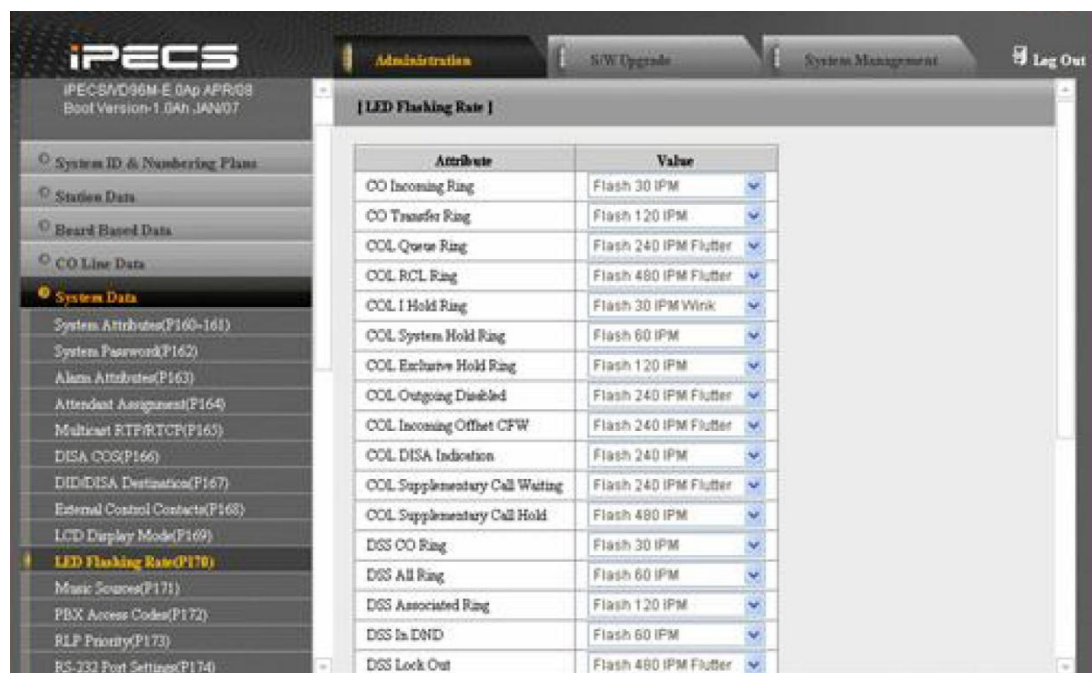 iPECS
Administration
S/W Upgrade
System Management
Log Out
iPECS/VD96M-E.0Ap APR/08
Boot Version-1.0Ah JAN/07
System ID & Numbering Plans
Station Data
Board Based Data
CO Line Data
System Data
System Attributes(P160~161)
System Password(P162)
Alarm Attributes(P163)
Attendant Assignment(P164)
Multicast RTP/RTCP(P165)
DISA COS(P166)
DID/DISA Destination(P167)
External Control Contacts(P168)
LCD Display Mode(P169)
LED Flashing Rate(P170)
Music Sources(P171)
PBX Access Codes(P172)
RLP Priority(P173)
RS-232 Port Settings(P174)
[ LED Flashing Rate ]
Attribute Value
CO Incoming Ring Flash 30 IPM
CO Transfer Ring Flash 120 IPM
COL Queue Ring Flash 240 IPM Flutter
COL RCL Ring Flash 480 IPM Flutter
COL I Hold Ring Flash 30 IPM Wink
COL System Hold Ring Flash 60 IPM
COL Exclusive Hold Ring Flash 120 IPM
COL Outgoing Disabled Flash 240 IPM Flutter
COL Incoming Offnet CFW Flash 240 IPM Flutter
COL DISA Indication Flash 240 IPM
COL Supplementary Call Waiting Flash 240 IPM Flutter
COL Supplementary Call Hold Flash 480 IPM
DSS CO Ring Flash 30 IPM
DSS All Ring Flash 60 IPM
DSS Associated Ring Flash 120 IPM
DSS In DND Flash 60 IPM
DSS Lock Out Flash 480 IPM Flutter